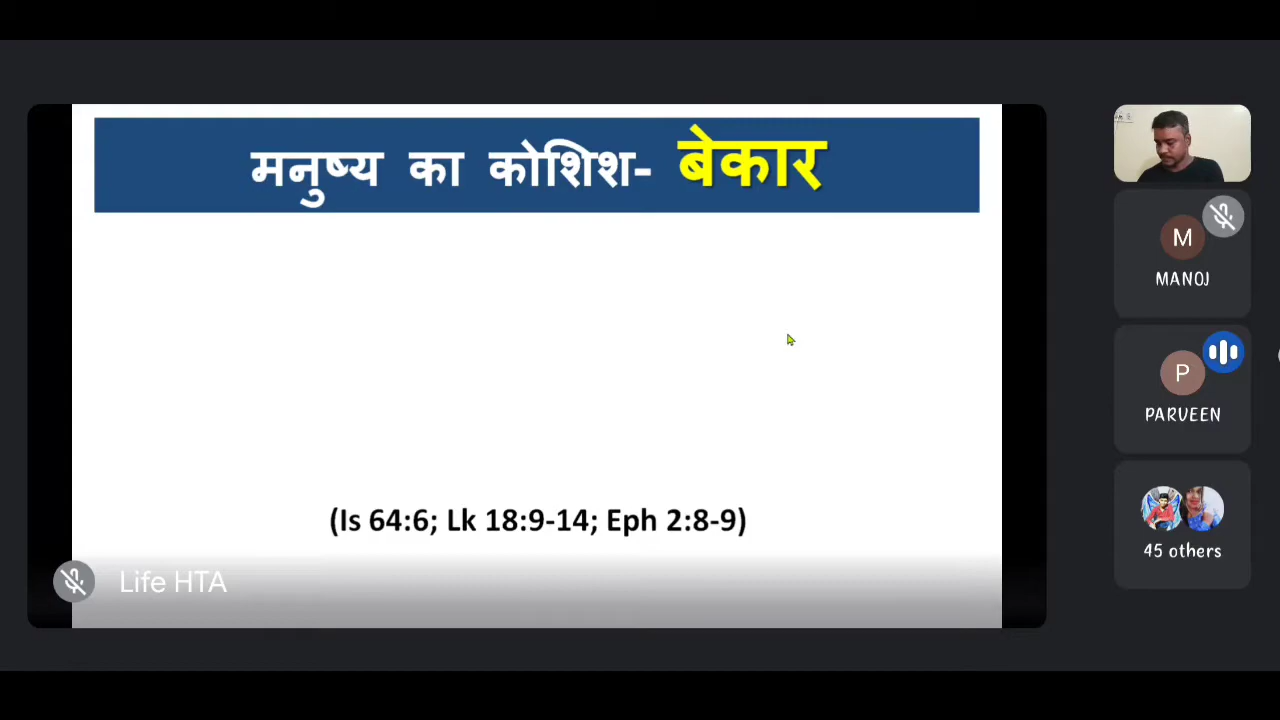 मनुष्य का कोशिश- बेकार
(Is 64:6; Lk 18:9-14; Eph 2:8-9)
Life HTA
M
MANOJ
P
PARVEEN
45 others